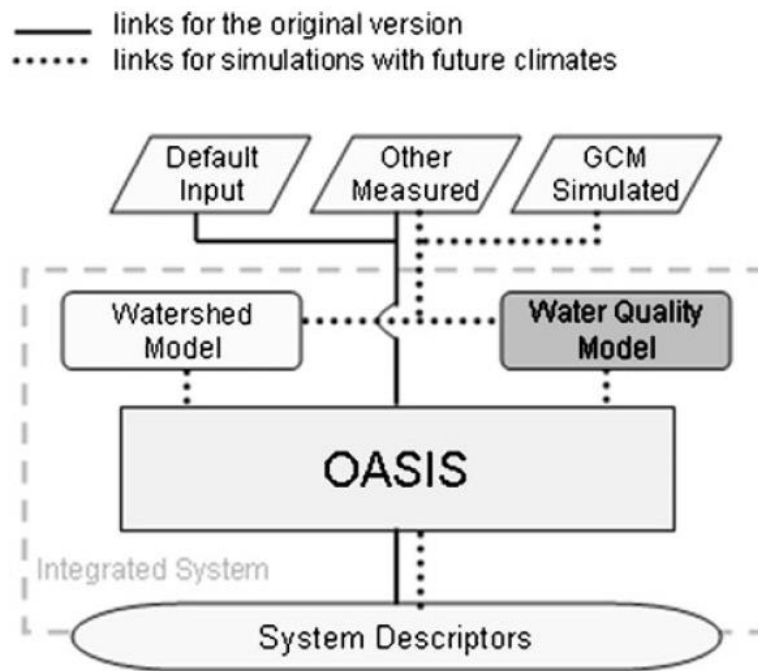 links for the original version
links for simulations with future climates
Default
Input
Other
Measured
GCM
Simulated
Watershed
Model
Water Quality
Model
OASIS
Integrated System
System Descriptors